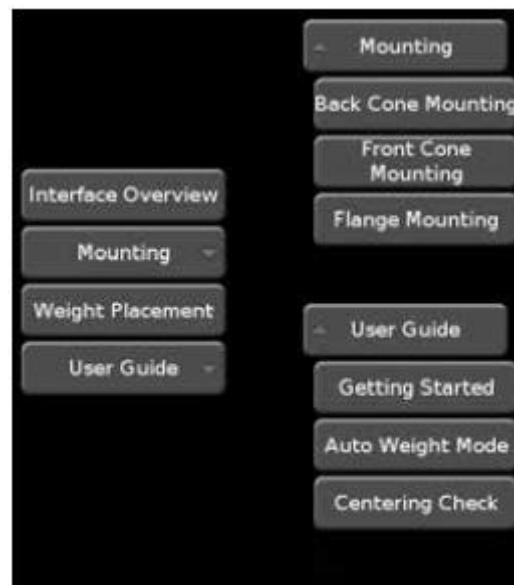 Interface Overview
Mounting
Weight Placement
User Guide
Mounting
Back Cone Mounting
Front Cone
Mounting
Flange Mounting
User Guide
Getting Started
Auto Weight Mode
Centering Check